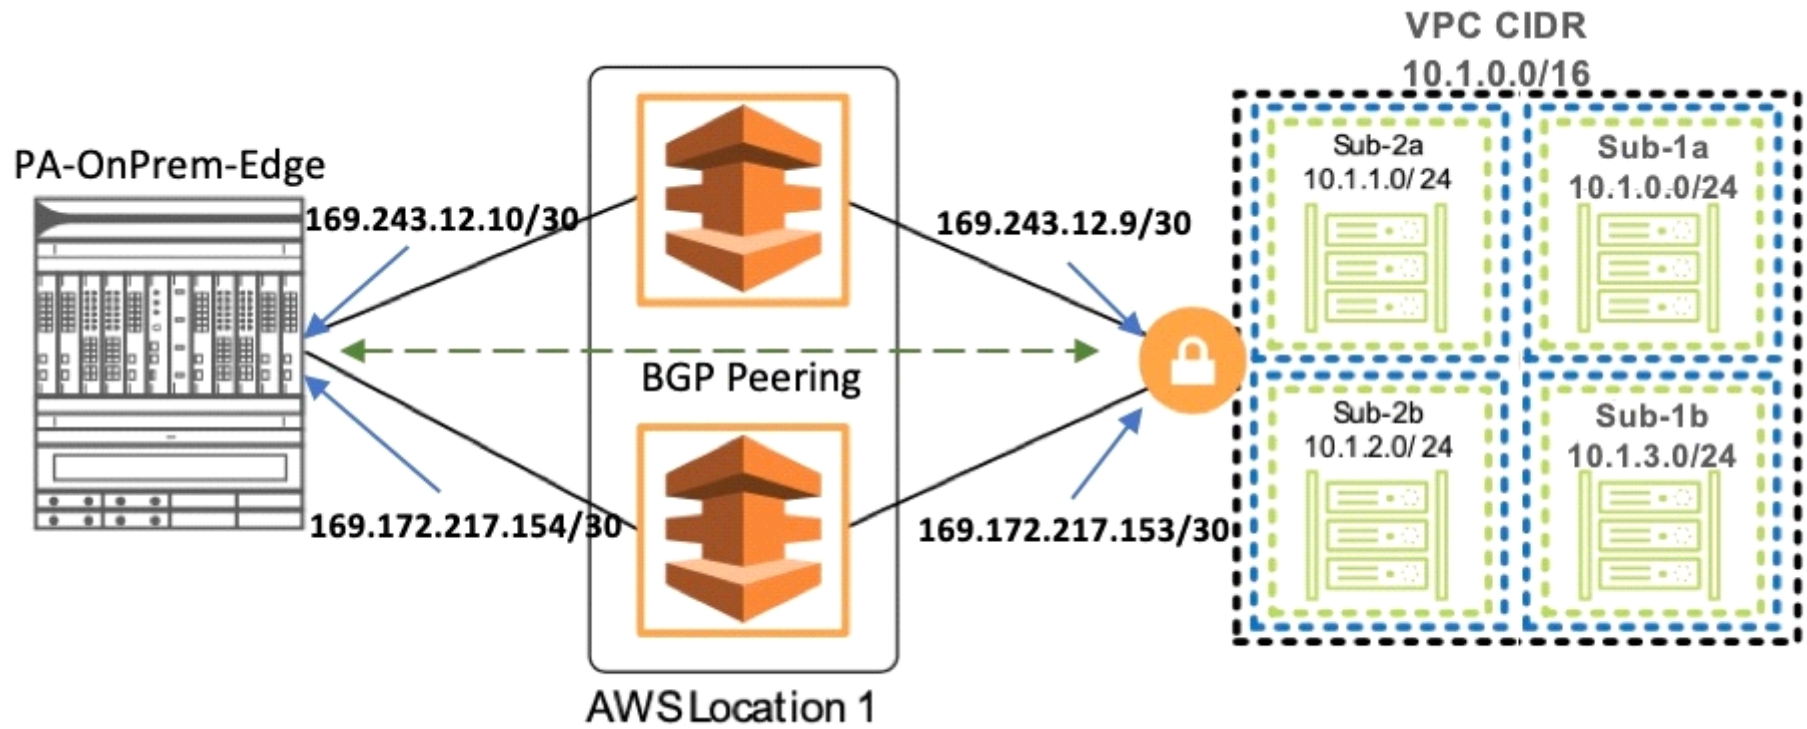 VPC CIDR
10.1.0.0/16
PA-OnPrem-Edge
169.243.12.10/30
169.243.12.9/30
Sub-2a
10.1.1.0/24
Sub-1a
10.1.0.0/24
BGP Peering
Sub-2b
10.1.2.0/24
Sub-1b
10.1.3.0/24
169.172.217.154/30
169.172.217.153/30
AWS Location 1